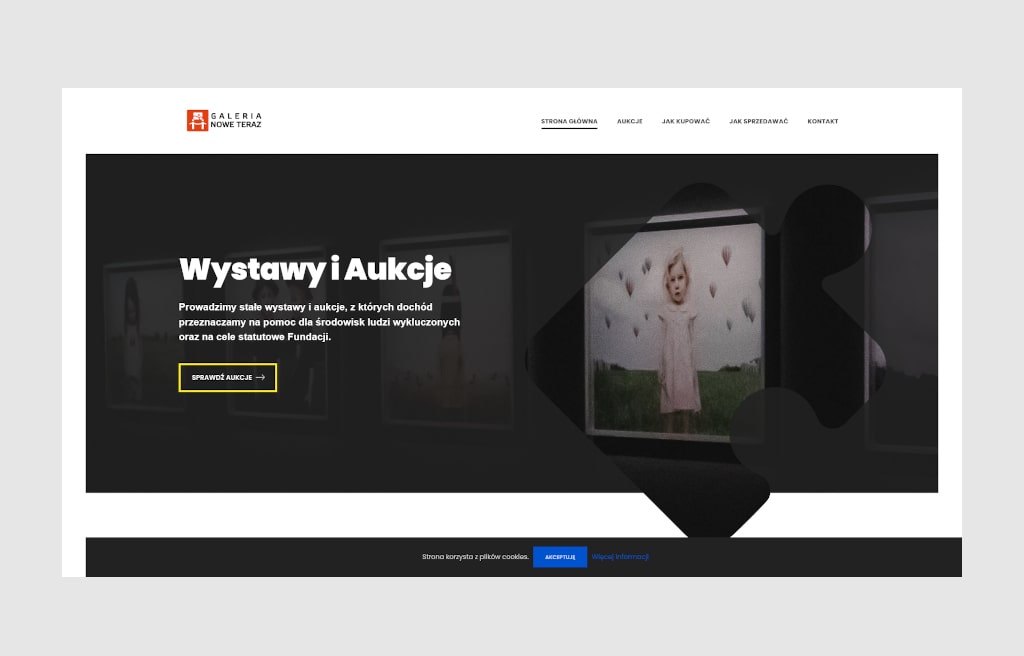 GALERIA
NOWE TERAZ
STRONA GŁÓWNA AUKCJE JAK KUPOWAĆ JAK SPRZEDAWAĆ KONTAKT
Wystawy i Aukcje
Prowadzimy stałe wystawy i aukcje, z których dochód
przeznaczamy na pomoc dla środowisk ludzi wykluczonych
oraz na cele statutowe Fundacji.
SPRAWDŹ AUKCJE
Strona korzysta z plików cookies. AKCEPTUJĘ Więcej informacji